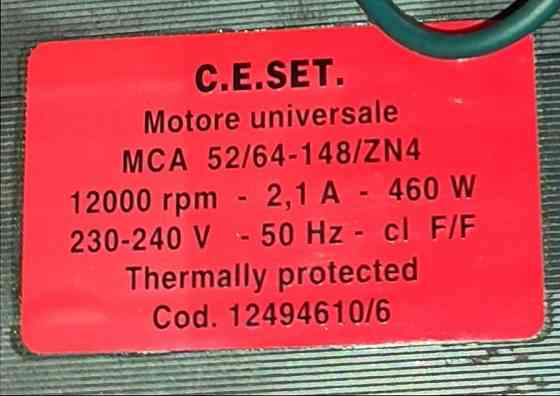 C.E.SET.
Motore universale
MCA 52/64-148/ZN4
12000 rpm - 2,1 A - 460 W
230-240 V - 50 Hz - cl F/F
Thermally protected
Cod. 12494610/6